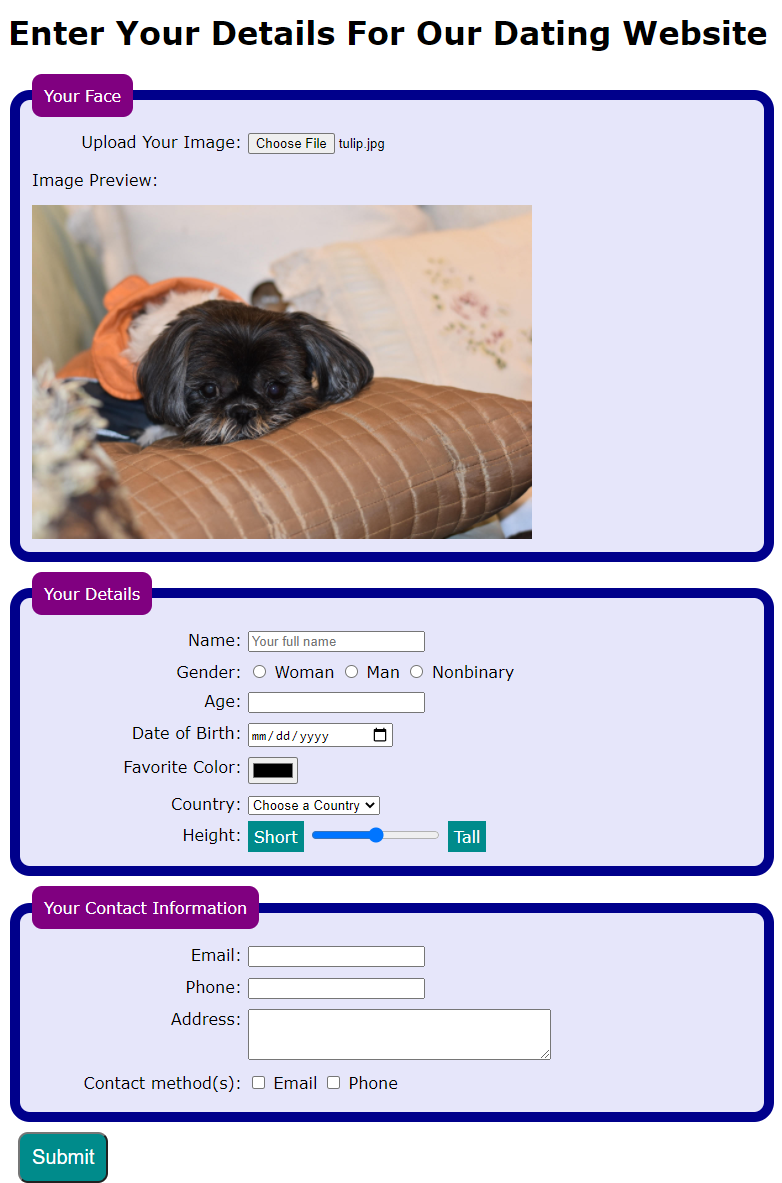 Enter Your Details For Our Dating Website
Your Face
Upload Your Image: Choose File tulip.jpg
Image Preview:
Your Details
Name: Your full name
Gender: Woman Man Nonbinary
Age:
Date of Birth: mm/dd/yyyy
Favorite Color:
Country: Choose a Country
Height: Short Tall
Your Contact Information
Email:
Phone:
Address:
Contact method(s): Email Phone
Submit